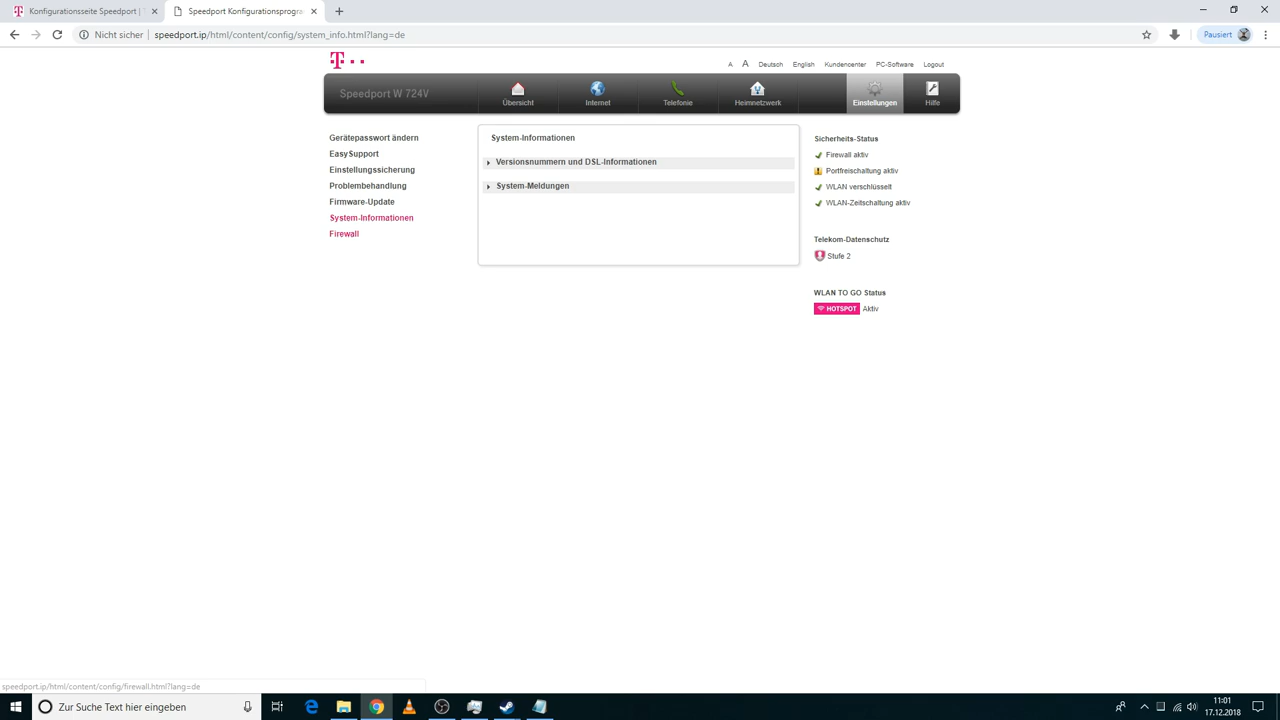 Konfigurationsseite Speedport
Speedport Konfigurationsprogra
Nicht sicher | speedport.ip/html/content/config/system_info.html?lang=de
Pausiert
A A Deutsch English Kundencenter PC-Software Logout
Speedport W 724V
Übersicht
Internet
Telefonie
Heimnetzwerk
Einstellungen
Hilfe
Gerätepasswort ändern
EasySupport
Einstellungssicherung
Problembehandlung
Firmware-Update
System-Informationen
Firewall
System-Informationen
Versionsnummern und DSL-Informationen
System-Meldungen
Sicherheits-Status
Firewall aktiv
Portfreischaltung aktiv
WLAN verschlüsselt
WLAN-Zeitschaltung aktiv
Telekom-Datenschutz
Stufe 2
WLAN TO GO Status
HOTSPOT Aktiv
speedport.ip/html/content/config/firewall.html?lang=de
Zur Suche Text hier eingeben
11:01
17.12.2018